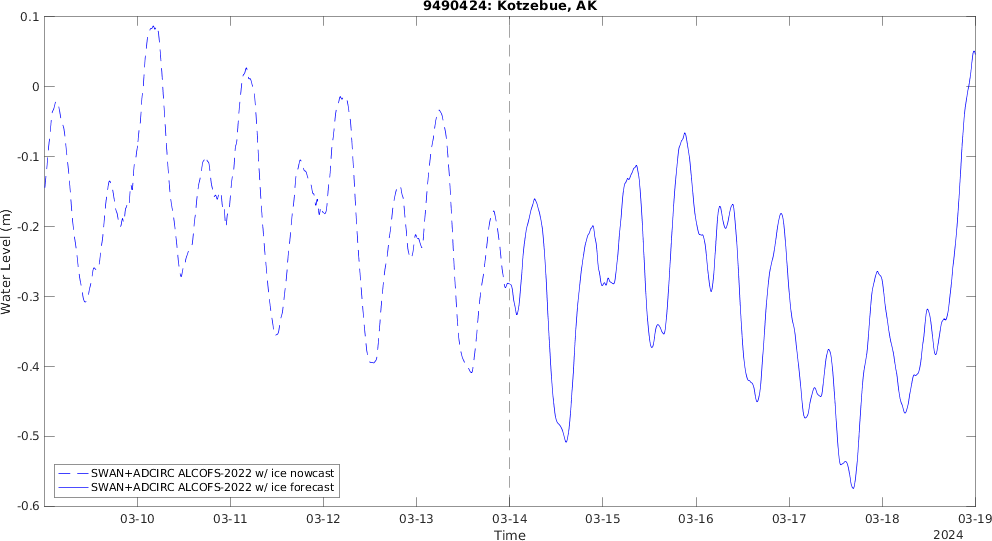 9490424: Kotzebue, AK
0.1
0
-0.1
-0.2
-0.3
-0.4
-0.5
-0.6
Water Level (m)
SWAN+ADCIRC ALCOFS-2022 w/ ice nowcast
SWAN+ADCIRC ALCOFS-2022 w/ ice forecast
03-10 03-11 03-12 03-13 03-14 03-15 03-16 03-17 03-18 03-19
Time
2024